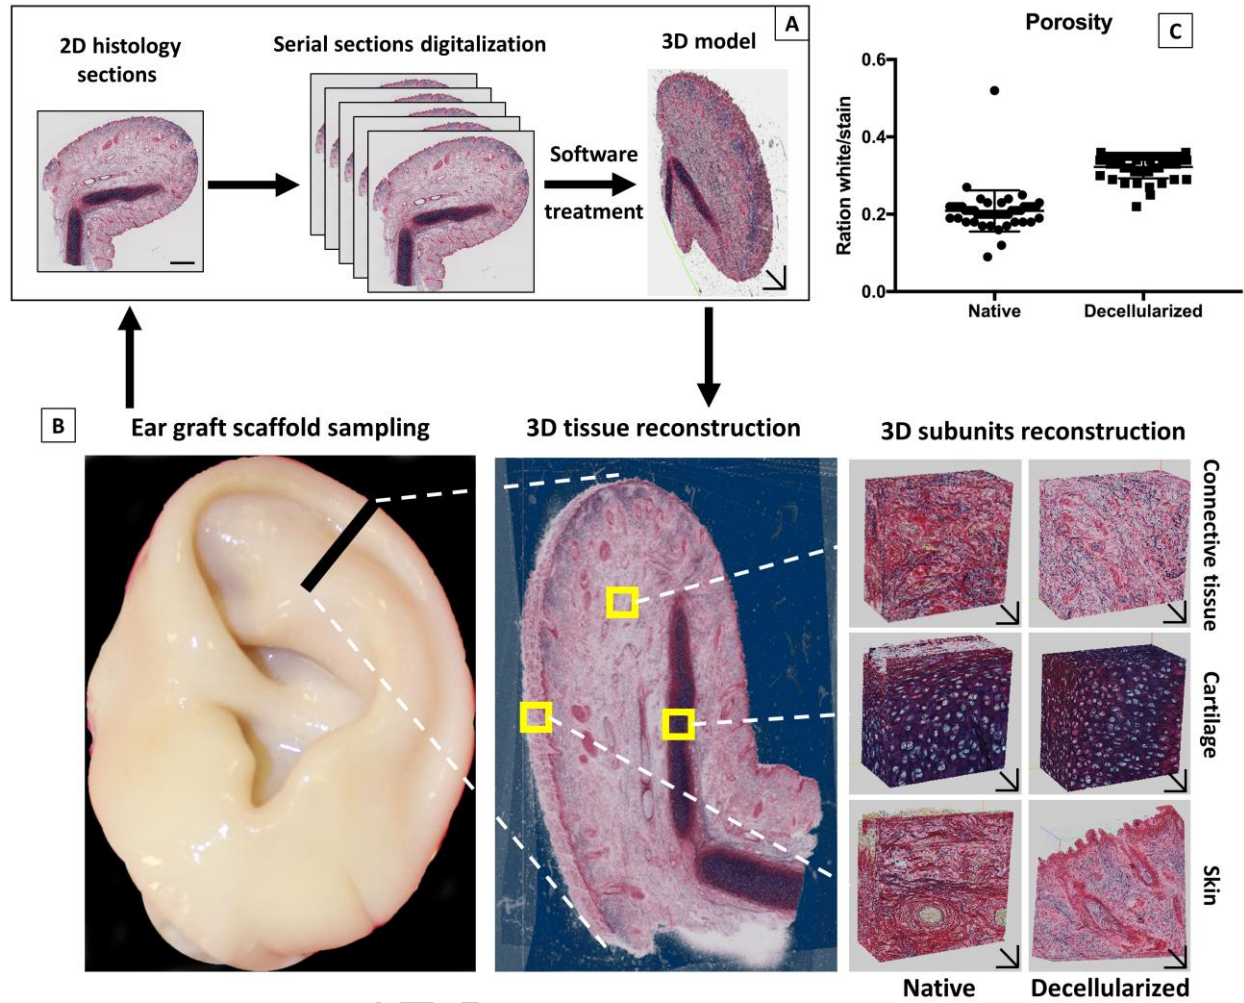 A
2D histology
sections
Serial sections digitalization
3D model
Software
treatment
Porosity
C
Ration white/stain
0.6
0.4
0.2
0.0
Native
Decellularized
B
Ear graft scaffold sampling
3D tissue reconstruction
3D subunits reconstruction
Connective tissue
Cartilage
Skin
Native
Decellularized